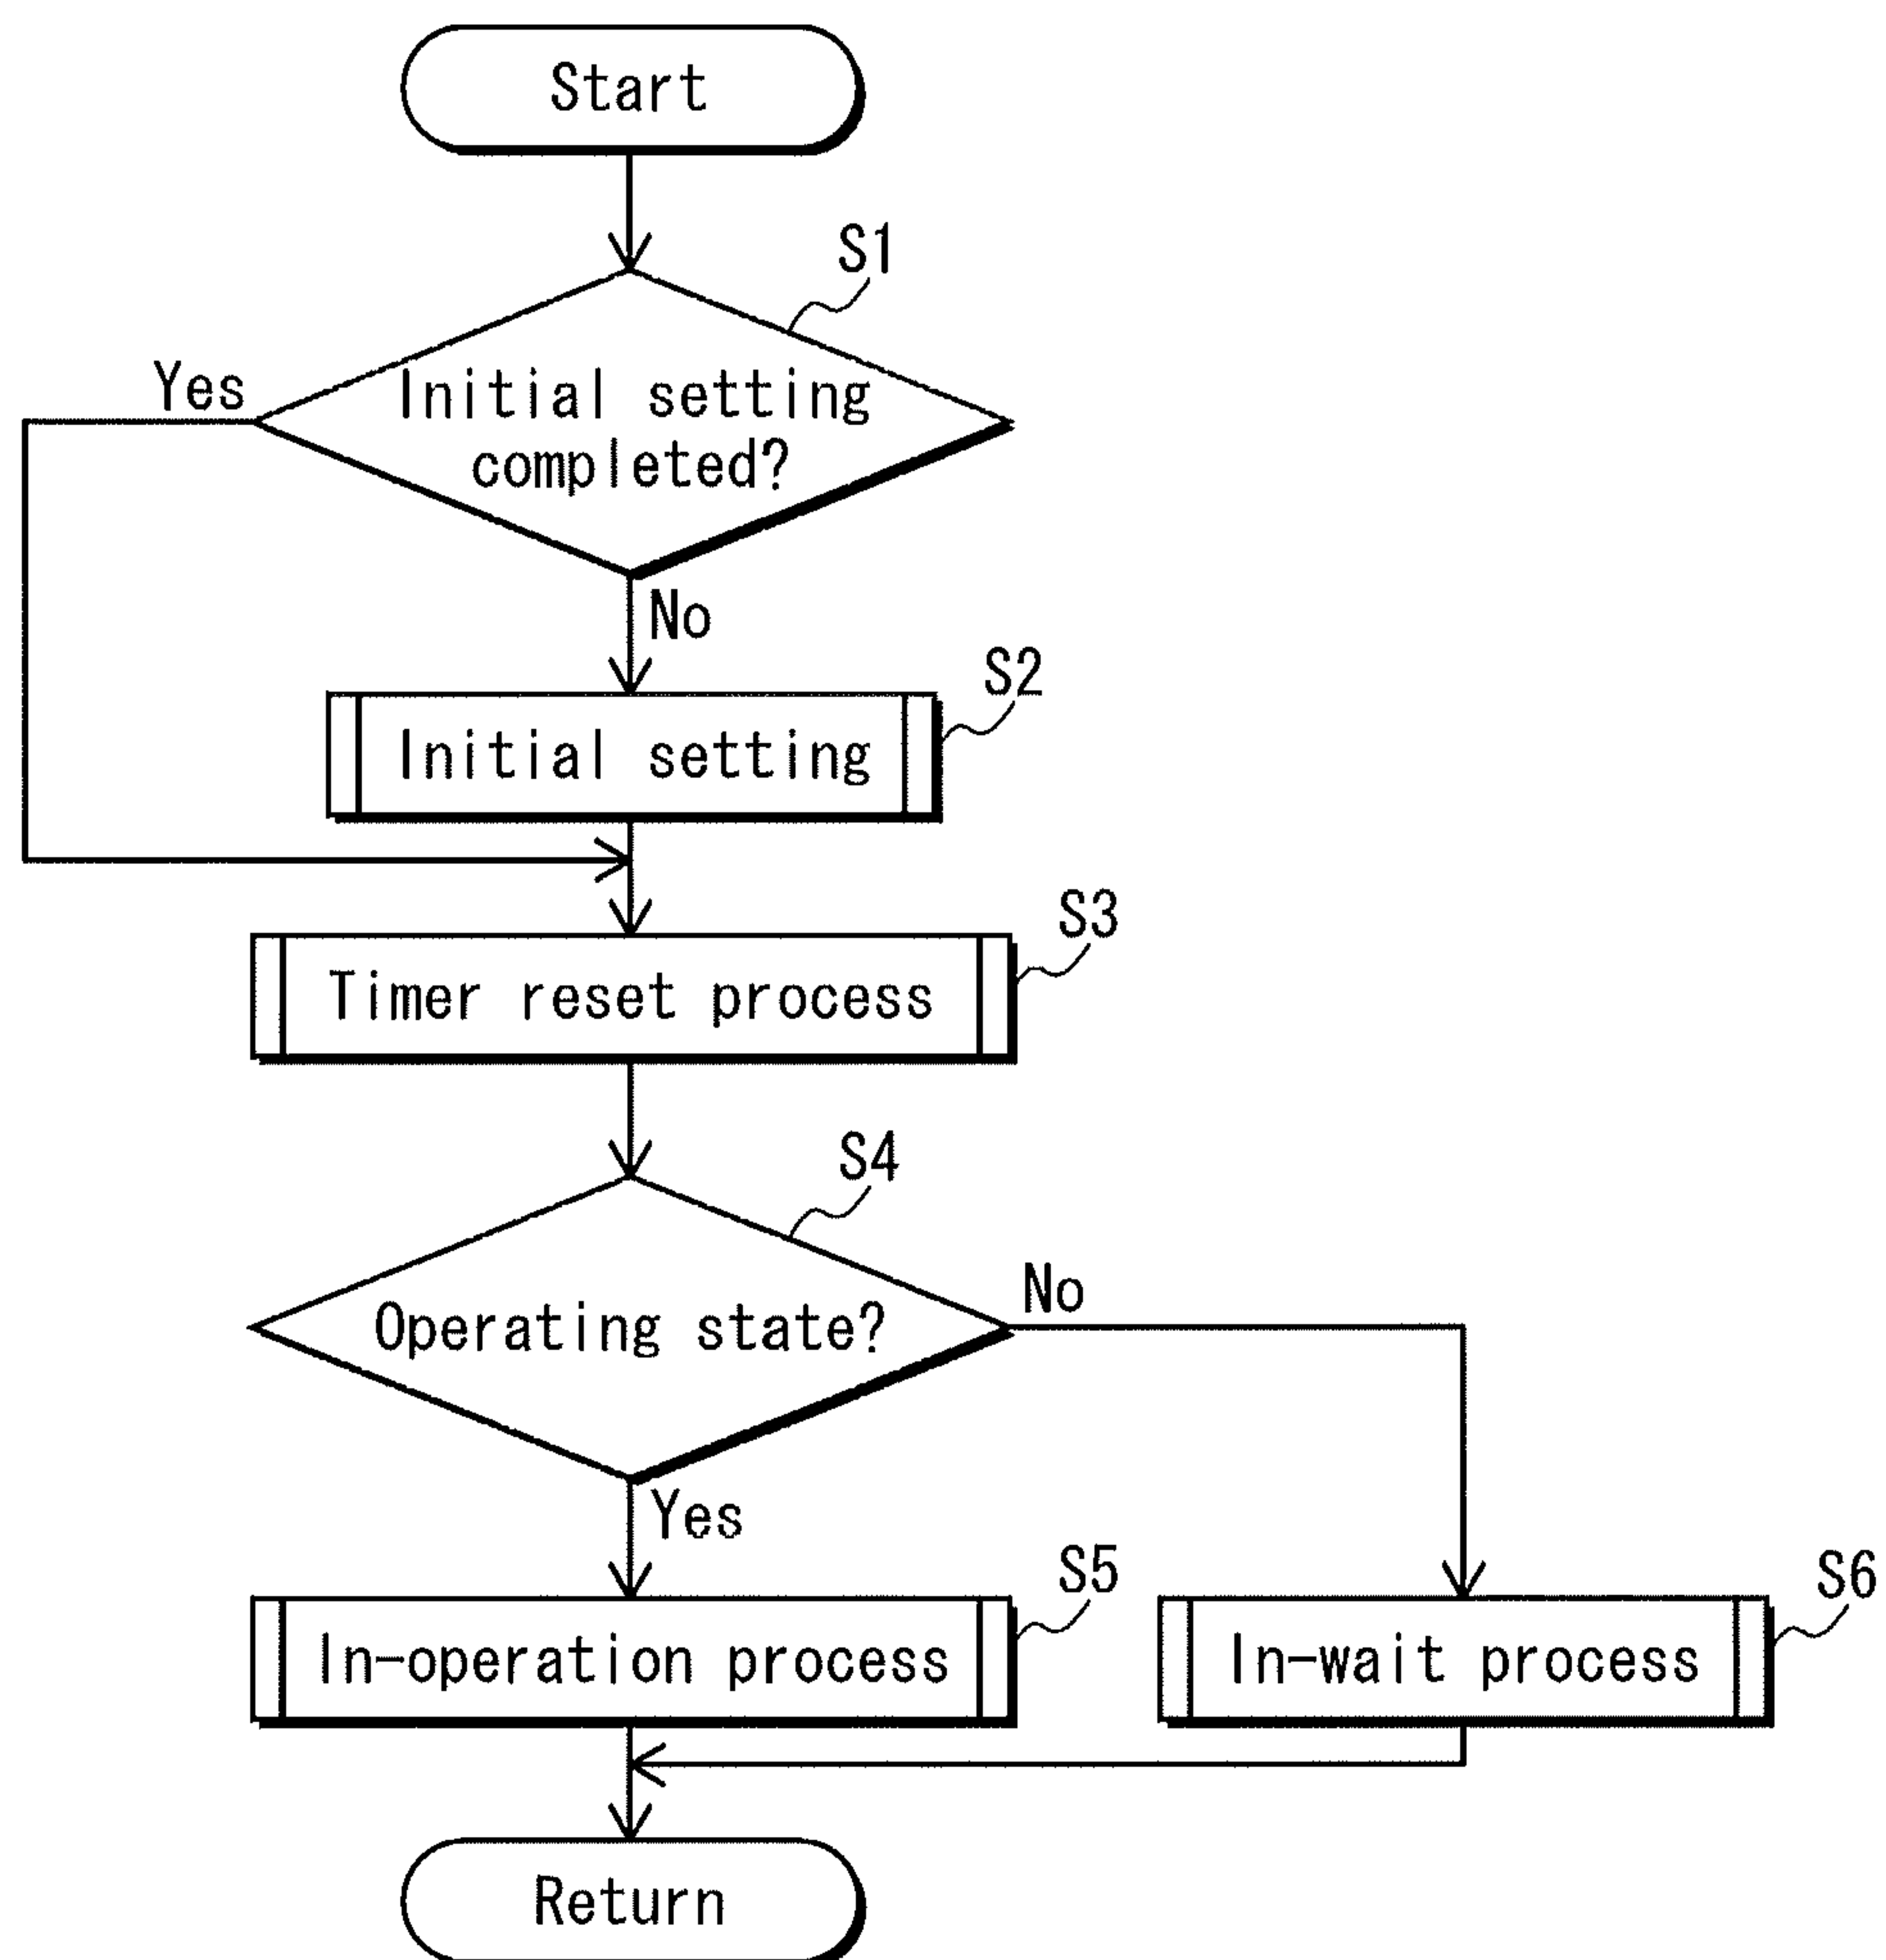 Start
S1
Yes
Initial setting
completed?
No
S2
Initial setting
S3
Timer reset process
S4
No
Operating state?
Yes
S5
S6
In-operation process
In-wait process
Return